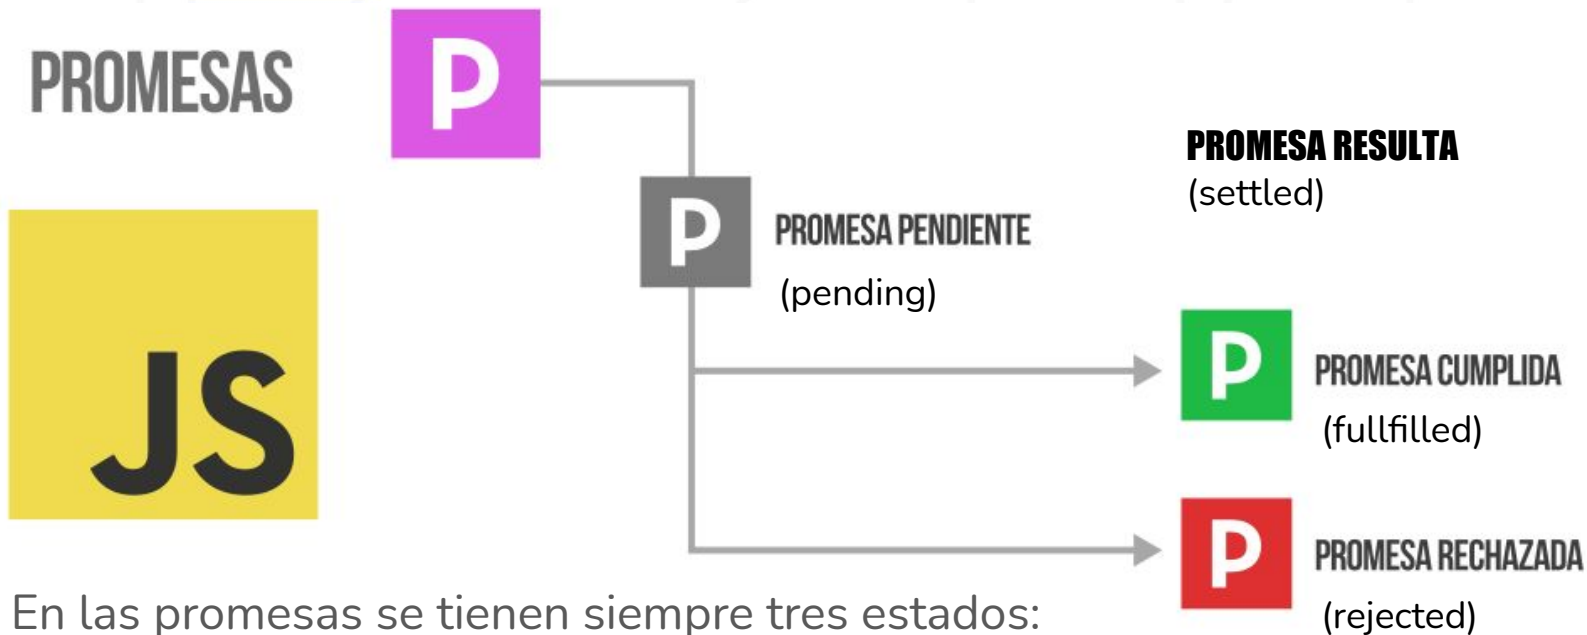 PROMESAS
P
P
PROMESA PENDIENTE
(pending)
PROMESA RESULTA
(settled)
P
PROMESA CUMPLIDA
(fullfilled)
P
PROMESA RECHAZADA
(rejected)
JS
En las promesas se tienen siempre tres estados: